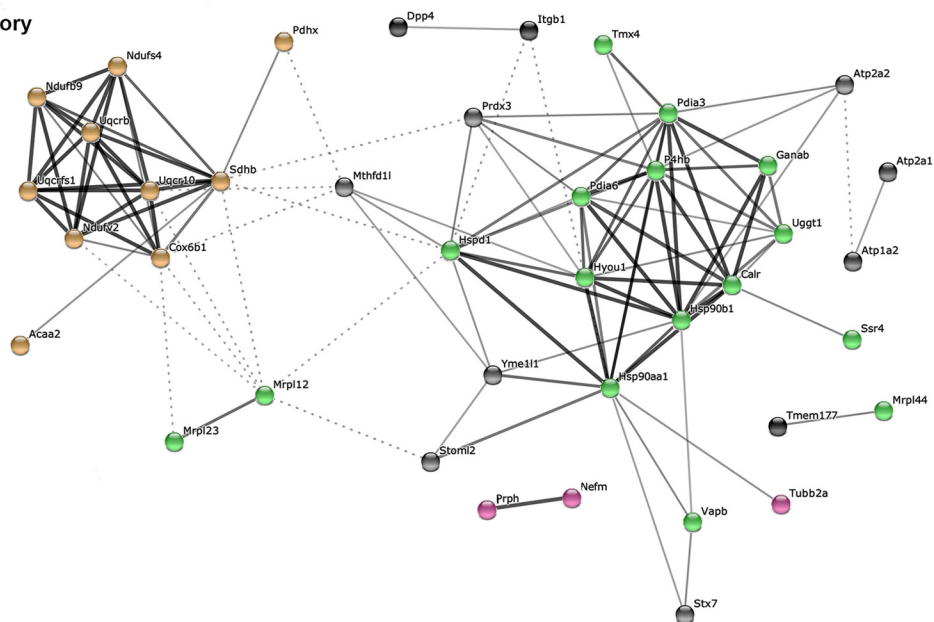 ory
Dpp4
Itgb1
Pdhx
Tmx4
Ndufs4
Atp2a2
Ndufb9
Prdx3
Pdia3
Uqcrb
P4hb
Ganab
Atp2a1
Sdhb
Mthfd1l
Uqcrfs1
Uqcr10
Pdia6
Uggt1
Ndufv2
Hspd1
Cox6b1
Hyou1
Atp1a2
Calr
Hsp90b1
Acaa2
Ssr4
Yme1l1
Hsp90aa1
Mrpl12
Mrpl44
Tmem177
Mrpl23
Stoml2
Nefm
Prph
Tubb2a
Vapb
Stx7